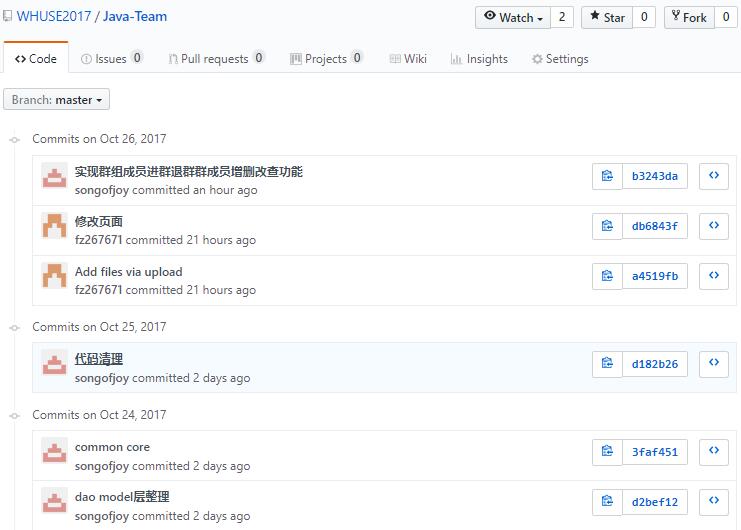 WHUSE2017 / Java-Team
Watch 2 Star 0 Fork 0
Code Issues 0 Pull requests 0 Projects 0 Wiki Insights Settings
Branch: master
Commits on Oct 26, 2017
实现群组成员进群退群群成员增删改查功能
songofjoy committed an hour ago
b3243da
修改页面
fz267671 committed 21 hours ago
db6843f
Add files via upload
fz267671 committed 21 hours ago
a4519fb
Commits on Oct 25, 2017
代码清理
songofjoy committed 2 days ago
d182b26
Commits on Oct 24, 2017
common core
songofjoy committed 2 days ago
3faf451
dao model层整理
songofjoy committed 2 days ago
d2bef12